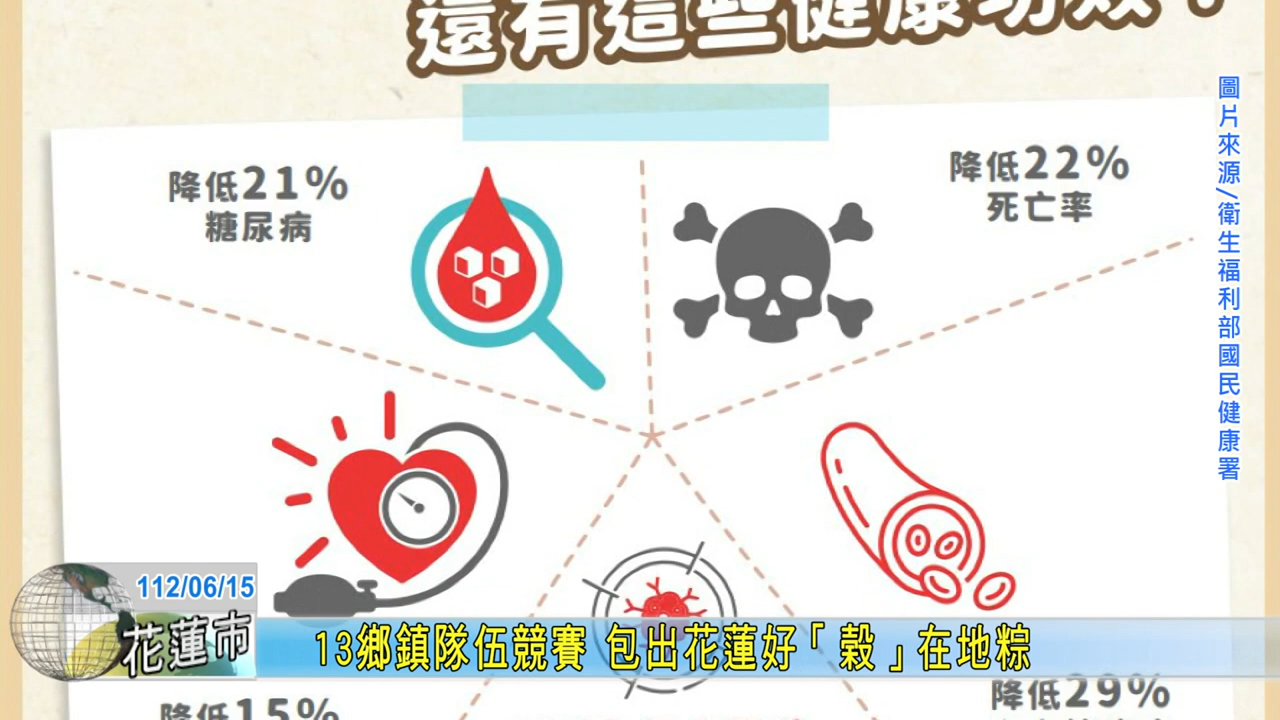 還有這些健康功效！
降低21%
糖尿病
降低22%
死亡率
圖片來源/衛生福利部國民健康署
112/06/15
花蓮市
13鄉鎮隊伍競賽 包出花蓮好「榖」在地粽
降低15%
降低29%